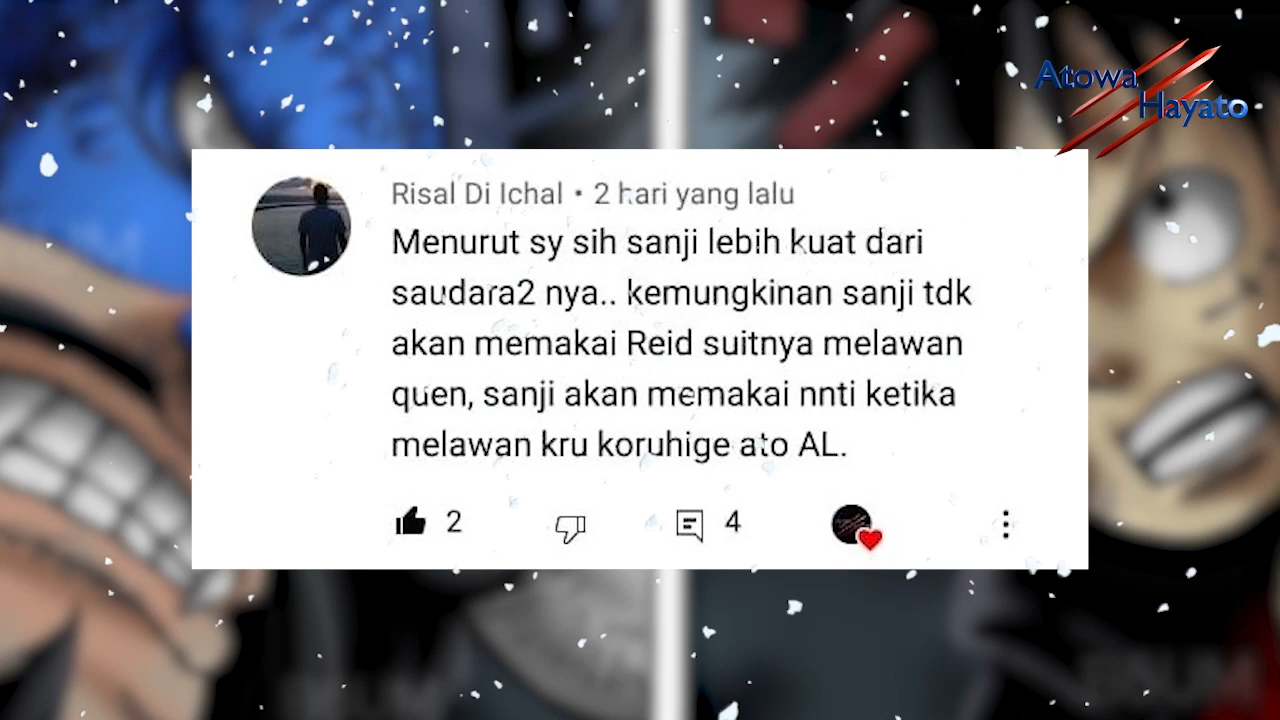 Atowa
Hayato
Risal Di Ichal • 2 hari yang lalu
Menurut sy sih sanji lebih kuat dari
saudara2 nya.. kemungkinan sanji tdk
akan memakai Reid suitnya melawan
quen, sanji akan memakai nnti ketika
melawan kru koruhige ato AL.
2
4